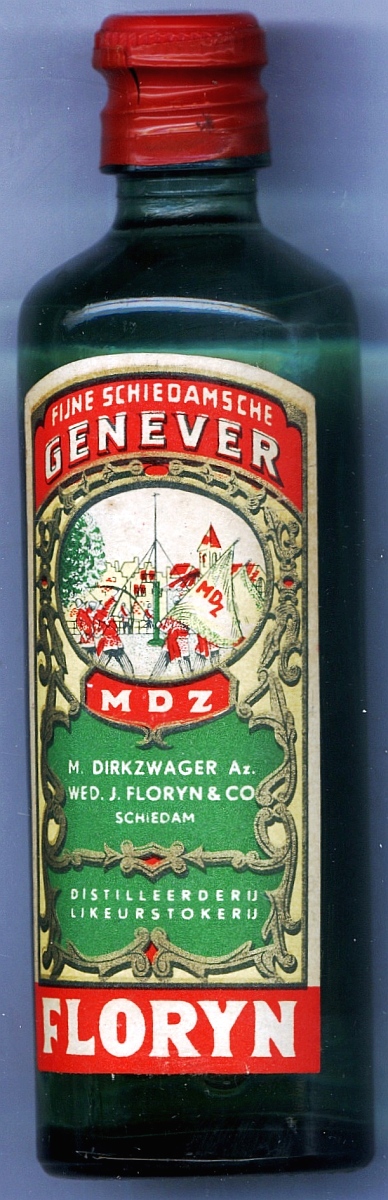 FIJNE SCHIEDAMSCHE
GENEVER
MDZ
MDZ
M. DIRKZWAGER Az.
WED. J. FLORYN & CO
SCHIEDAM
DISTILLEERDERIJ
LIKEURSTOKERIJ
FLORYN